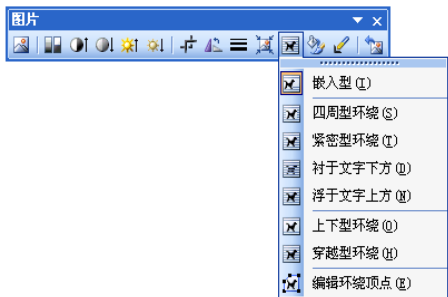 图片
嵌入型(I)
四周型环绕(S)
紧密型环绕(T)
衬于文字下方(D)
浮于文字上方(N)
上下型环绕(O)
穿越型环绕(H)
编辑环绕顶点(E)